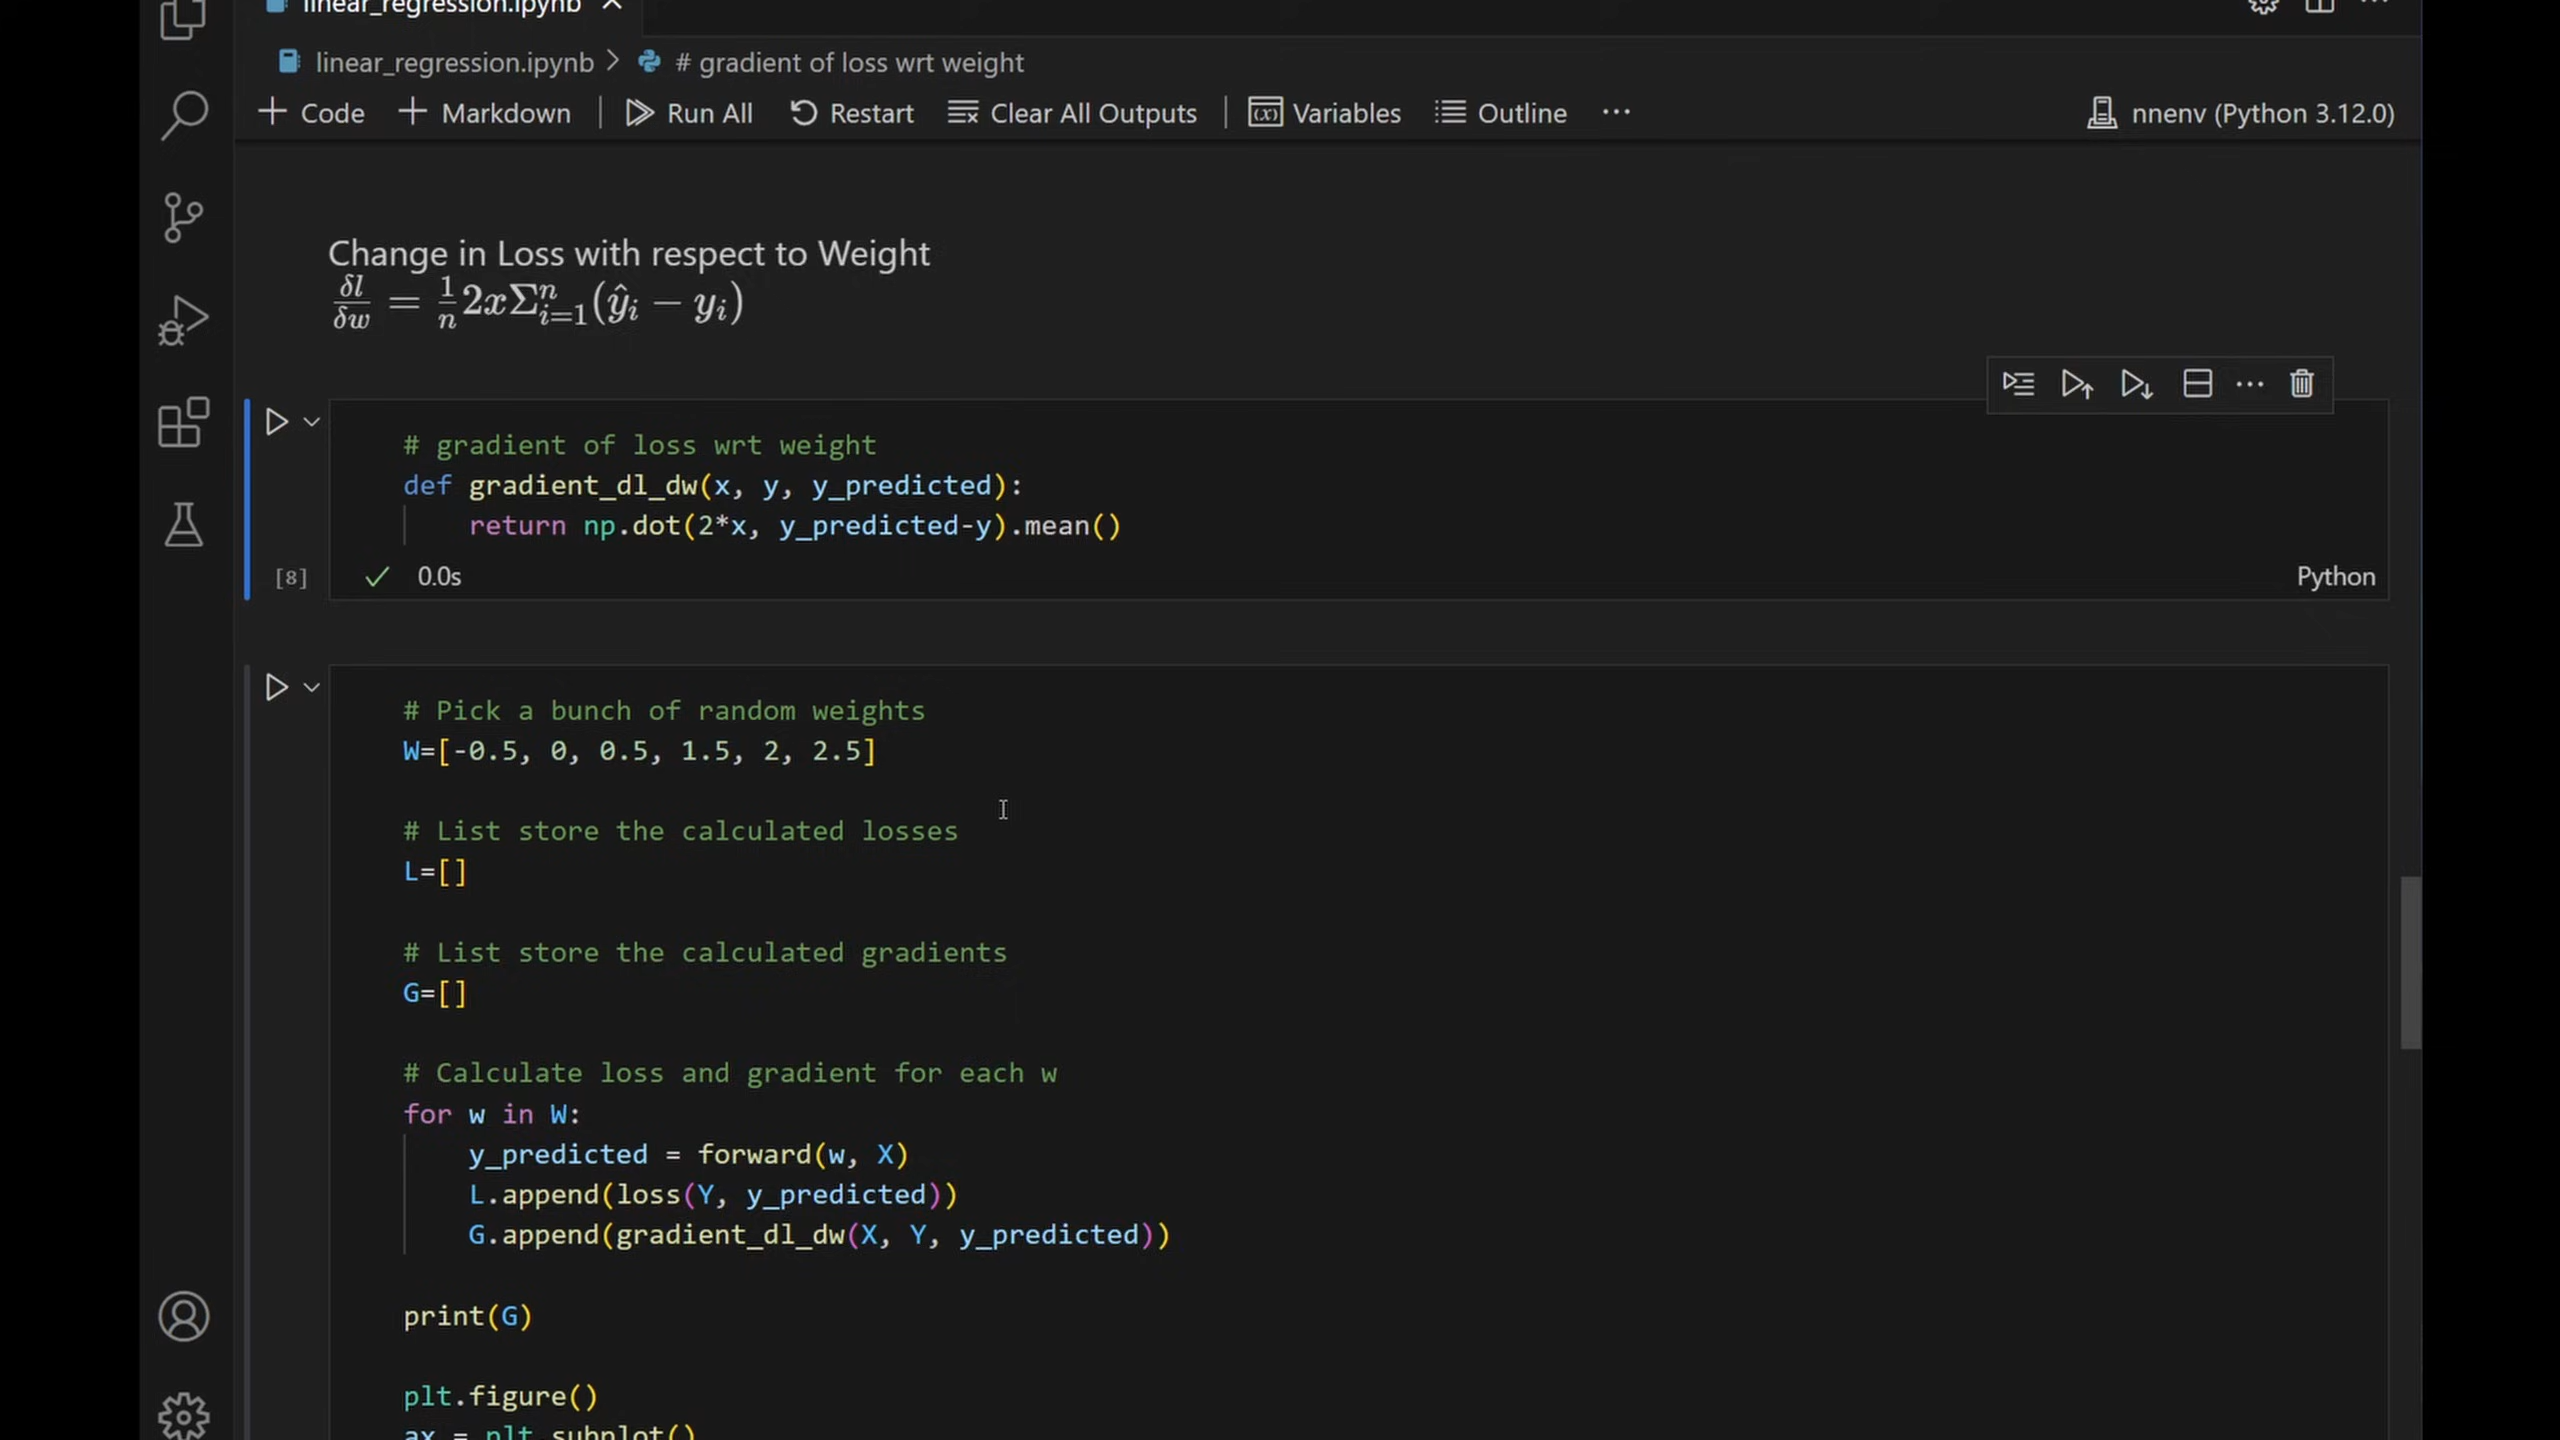 linear_regression.ipynb
linear_regression.ipynb > # gradient of loss wrt weight
+ Code + Markdown | Run All Restart Clear All Outputs | Variables Outline ... nnenv (Python 3.12.0)
Change in Loss with respect to Weight
δl/δw = 1/n 2xΣⁿᵢ₌₁(ŷᵢ − yᵢ)
# gradient of loss wrt weight
def gradient_dl_dw(x, y, y_predicted):
    return np.dot(2*x, y_predicted-y).mean()
[8] ✓ 0.0s Python
# Pick a bunch of random weights
W=[-0.5, 0, 0.5, 1.5, 2, 2.5]
# List store the calculated losses
L=[]
# List store the calculated gradients
G=[]
# Calculate loss and gradient for each w
for w in W:
    y_predicted = forward(w, X)
    L.append(loss(Y, y_predicted))
    G.append(gradient_dl_dw(X, Y, y_predicted))
print(G)
plt.figure()
ax = plt.subplot()